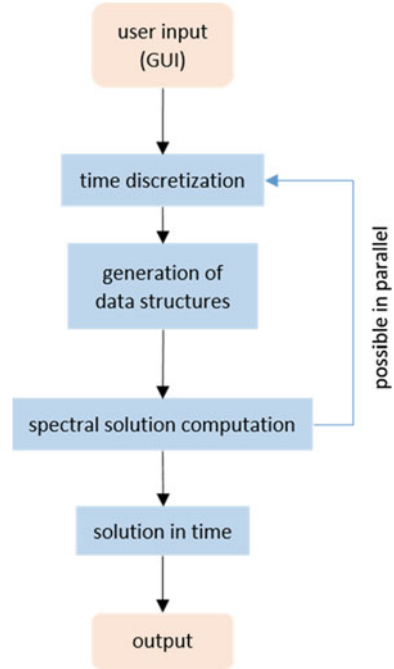 user input
(GUI)
time discretization
generation of
data structures
possible in parallel
spectral solution computation
solution in time
output